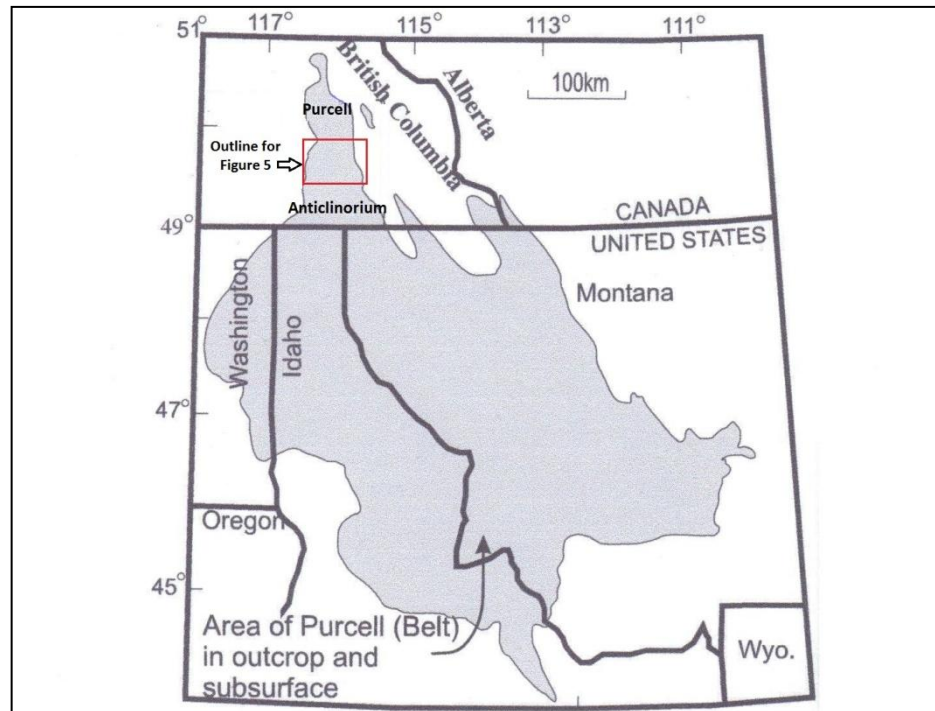 51° 117° 115° 113° 111°
British Columbia
Alberta
100km
Purcell
Outline for
Figure 5
Anticlinorium
CANADA
49°
UNITED STATES
Washington
Idaho
Montana
47°
Oregon
45°
Area of Purcell (Belt)
in outcrop and
subsurface
Wyo.